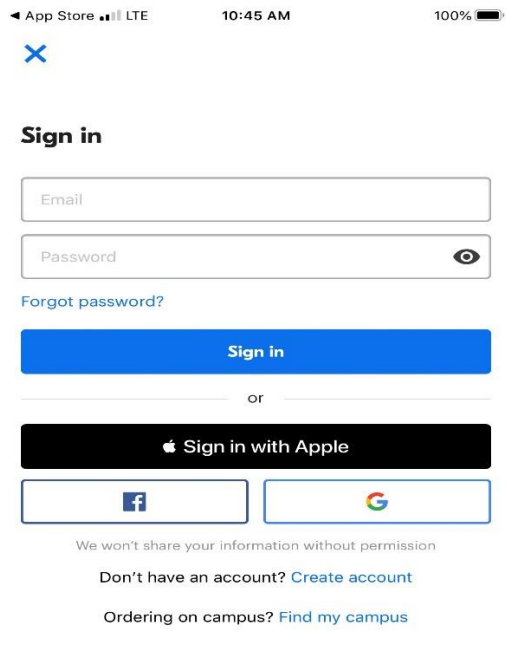 ◄ App Store LTE 10:45 AM 100%
Sign in
Email
Password
Forgot password?
Sign in
or
Sign in with Apple
f G
We won't share your information without permission
Don't have an account? Create account
Ordering on campus? Find my campus